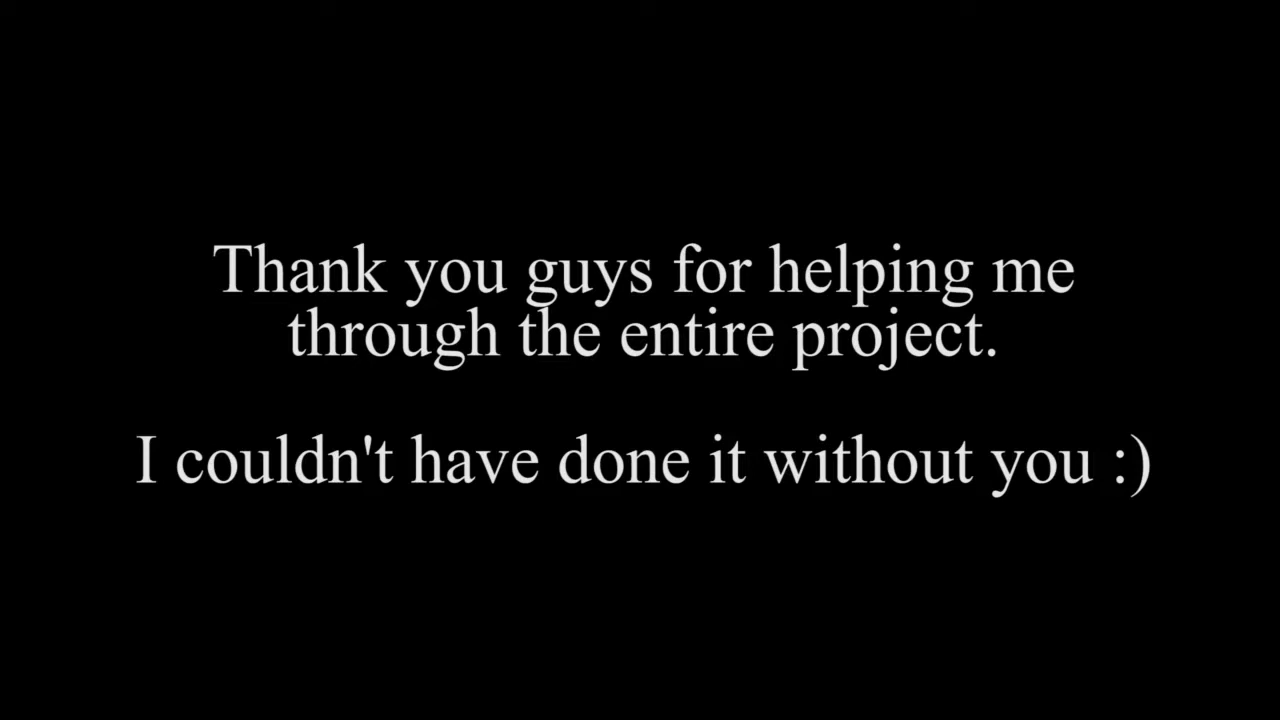 Thank you guys for helping me
through the entire project.
I couldn't have done it without you :)